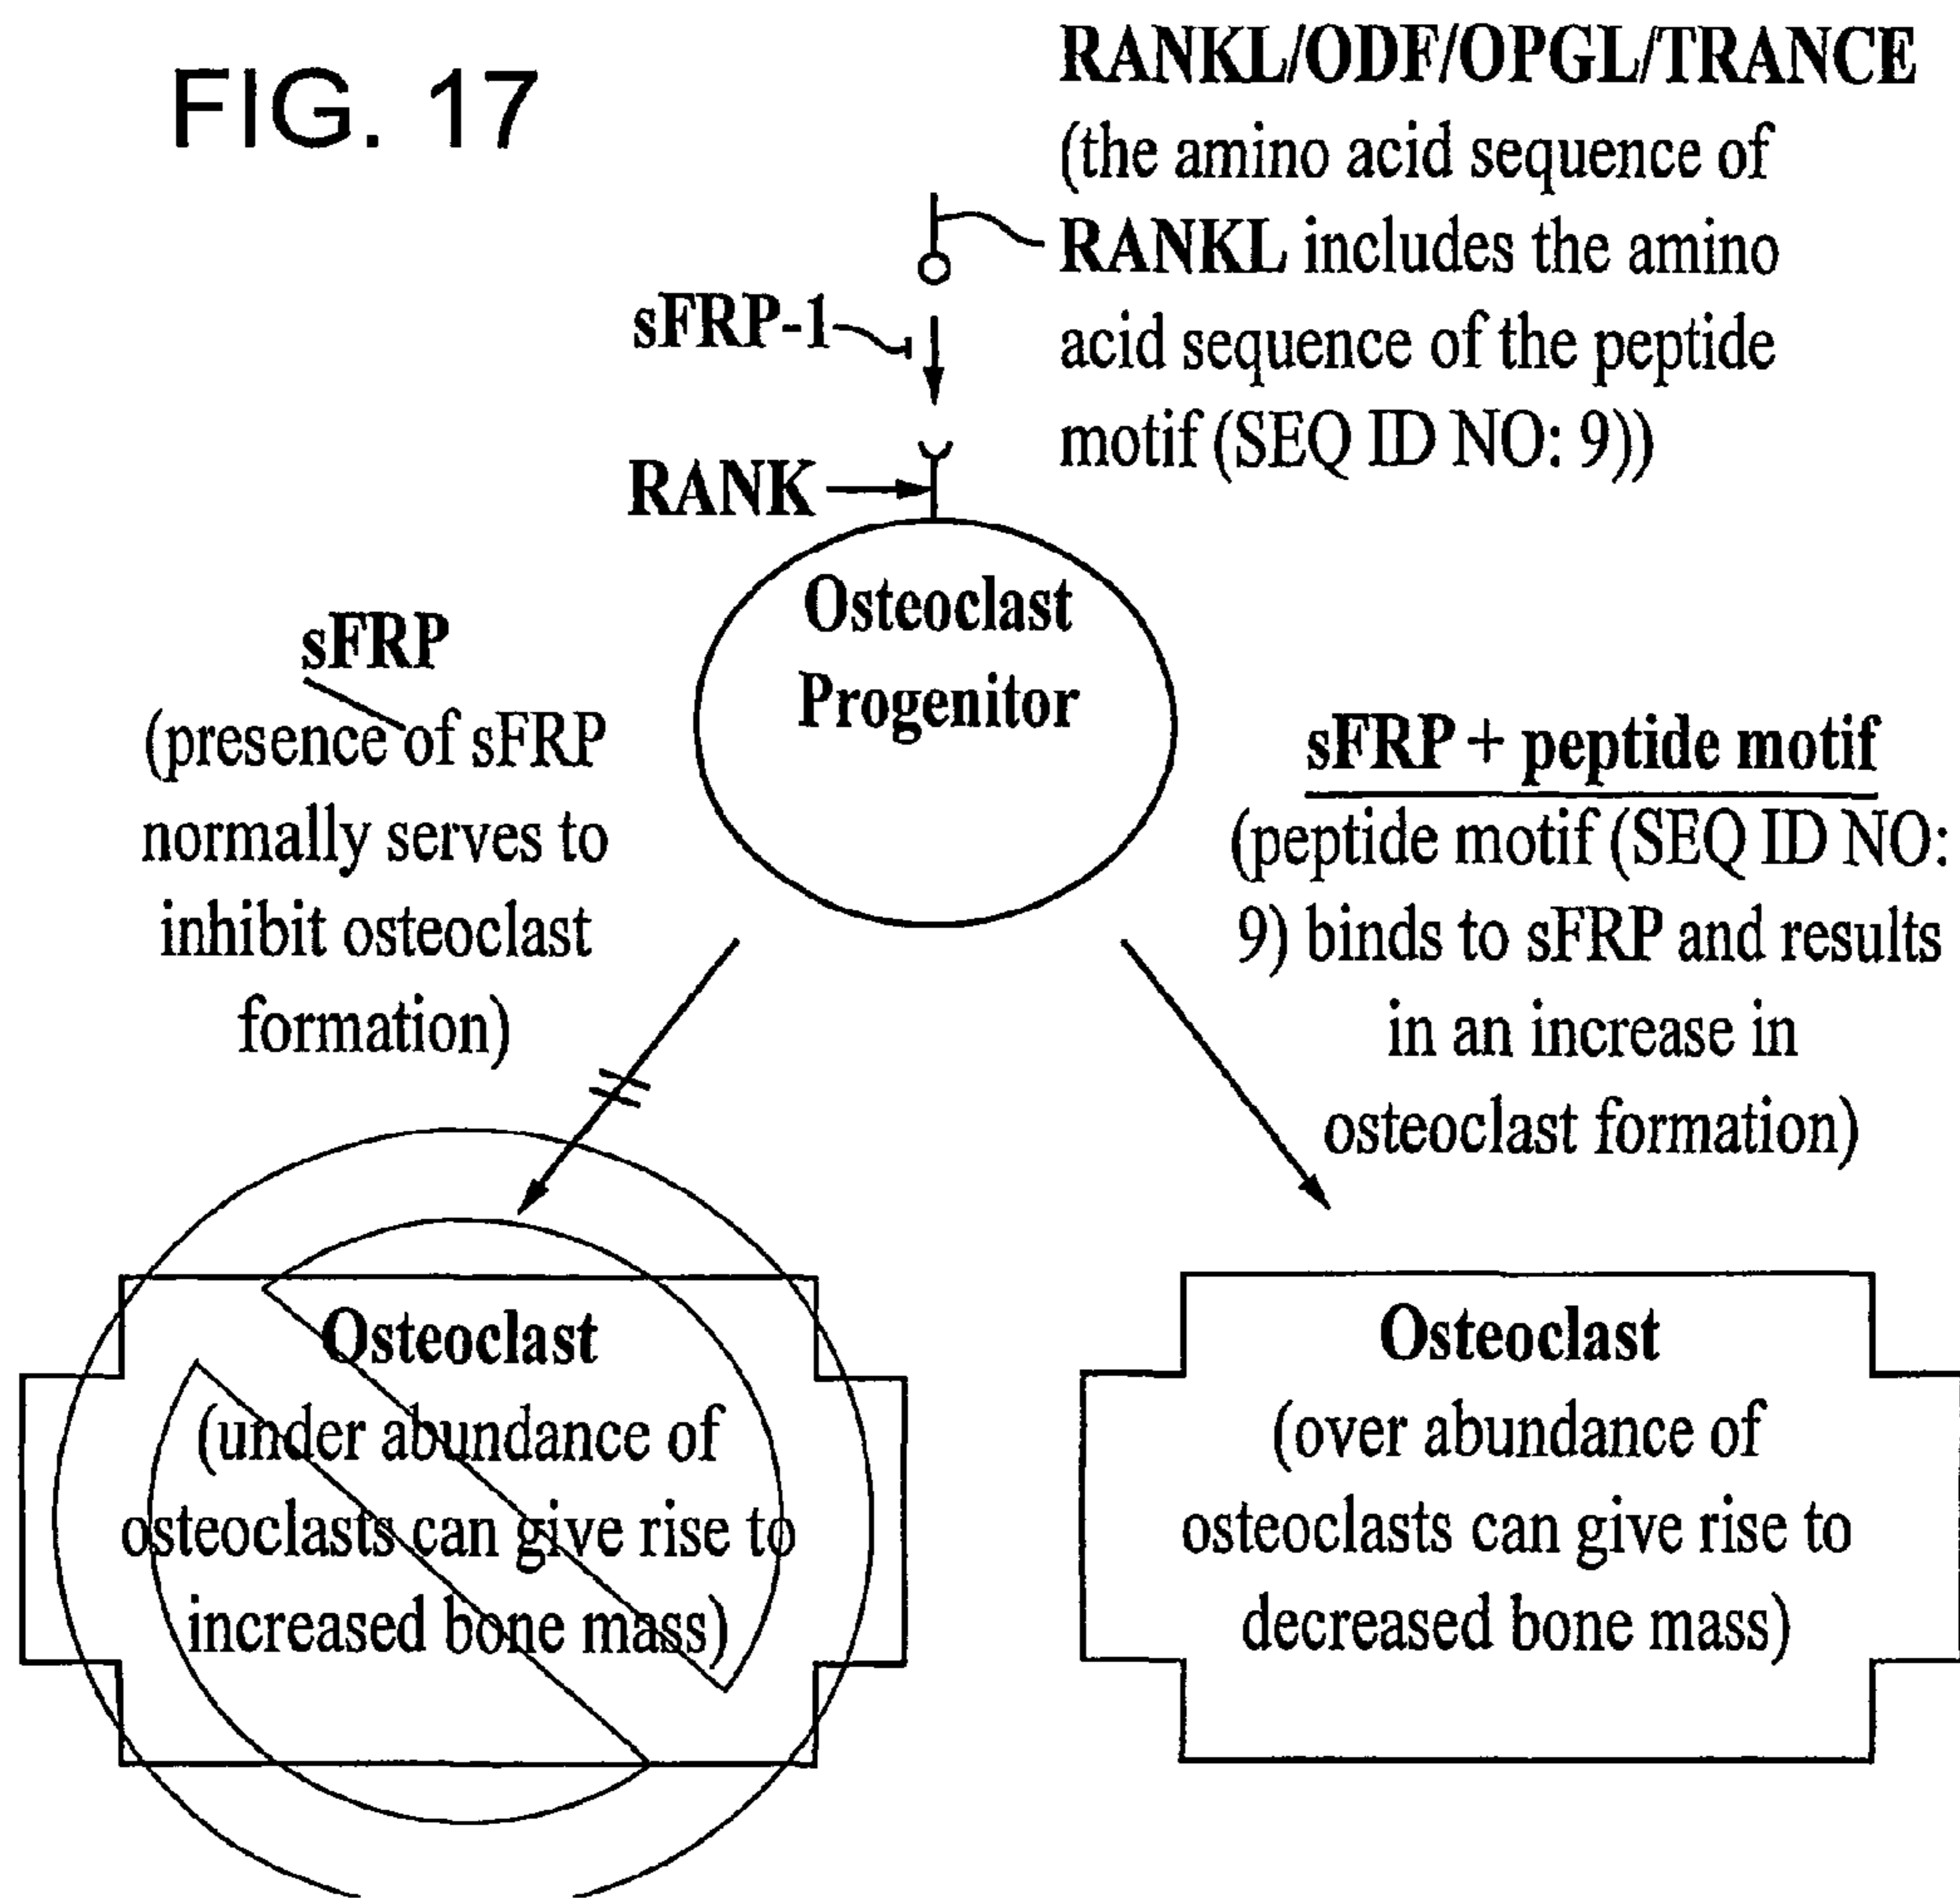 FIG. 17
RANKL/ODF/OPGL/TRANCE
(the amino acid sequence of
RANKL includes the amino
acid sequence of the peptide
motif (SEQ ID NO: 9))
sFRP-1
RANK
Osteoclast
Progenitor
sFRP
(presence of sFRP
normally serves to
inhibit osteoclast
formation)
sFRP + peptide motif
(peptide motif (SEQ ID NO:
9) binds to sFRP and results
in an increase in
osteoclast formation)
Osteoclast
(under abundance of
osteoclasts can give rise to
increased bone mass)
Osteoclast
(over abundance of
osteoclasts can give rise to
decreased bone mass)